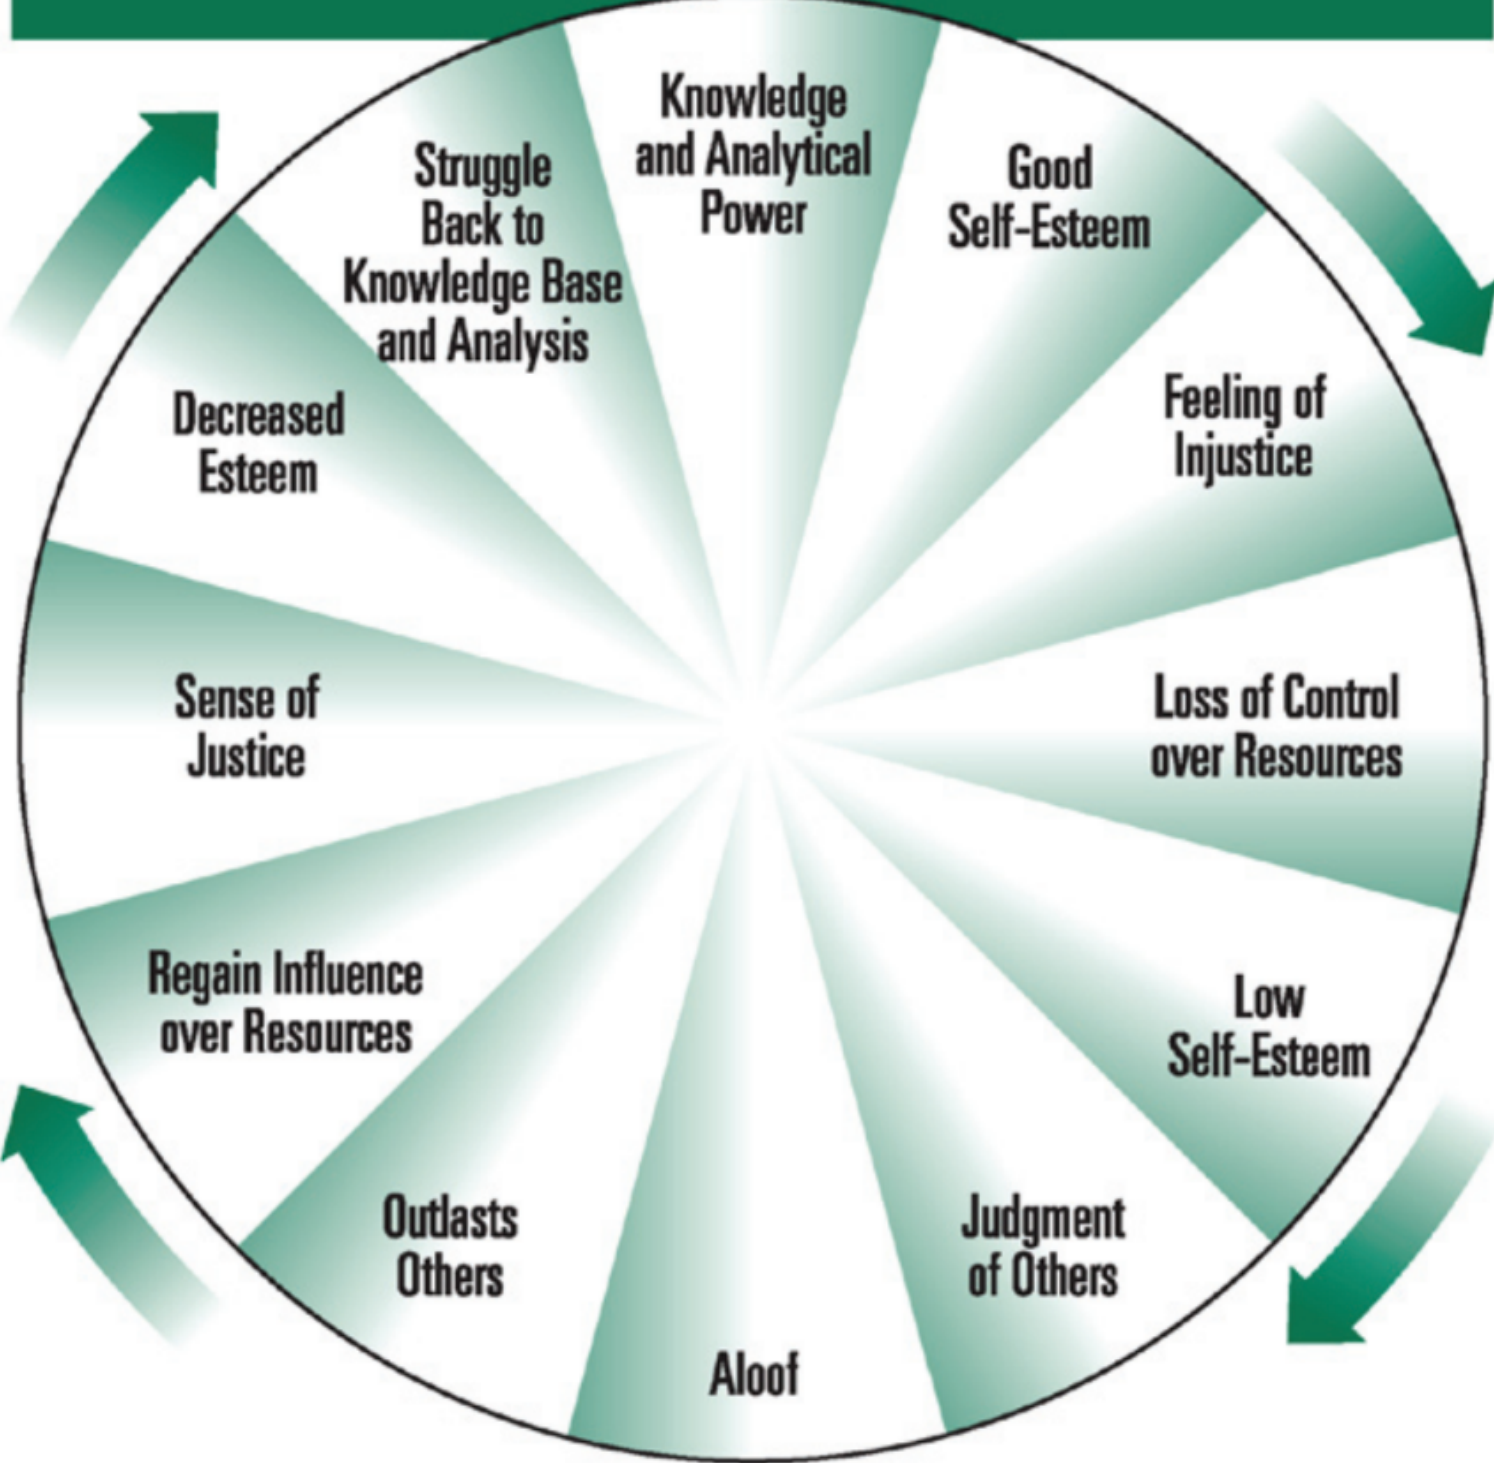 Knowledge
and Analytical
Power
Good
Self-Esteem
Feeling of
Injustice
Loss of Control
over Resources
Low
Self-Esteem
Judgment
of Others
Aloof
Outlasts
Others
Regain Influence
over Resources
Sense of
Justice
Decreased
Esteem
Struggle
Back to
Knowledge Base
and Analysis